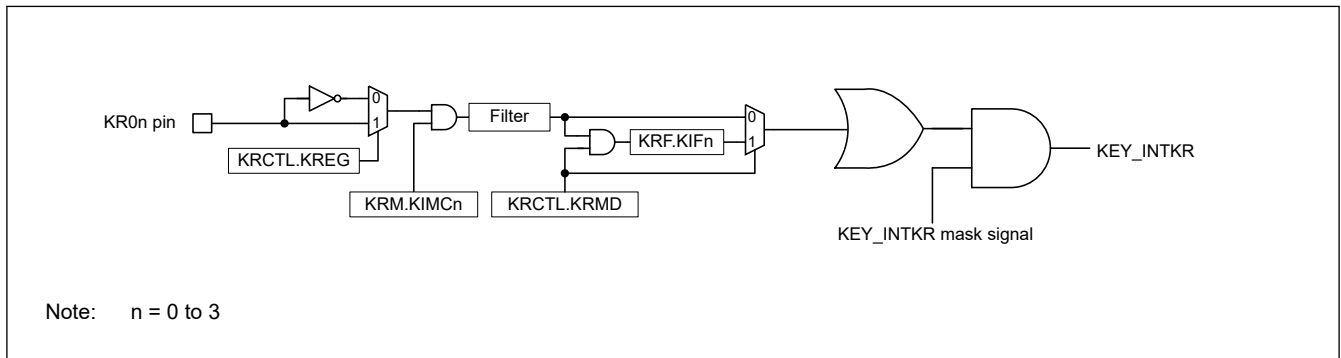 KR0n pin
0
1
KRCTL.KREG
KRM.KIMCn
Filter
KRF.KIFn
KRCTL.KRMD
0
1
KEY_INTKR
KEY_INTKR mask signal
Note: n = 0 to 3